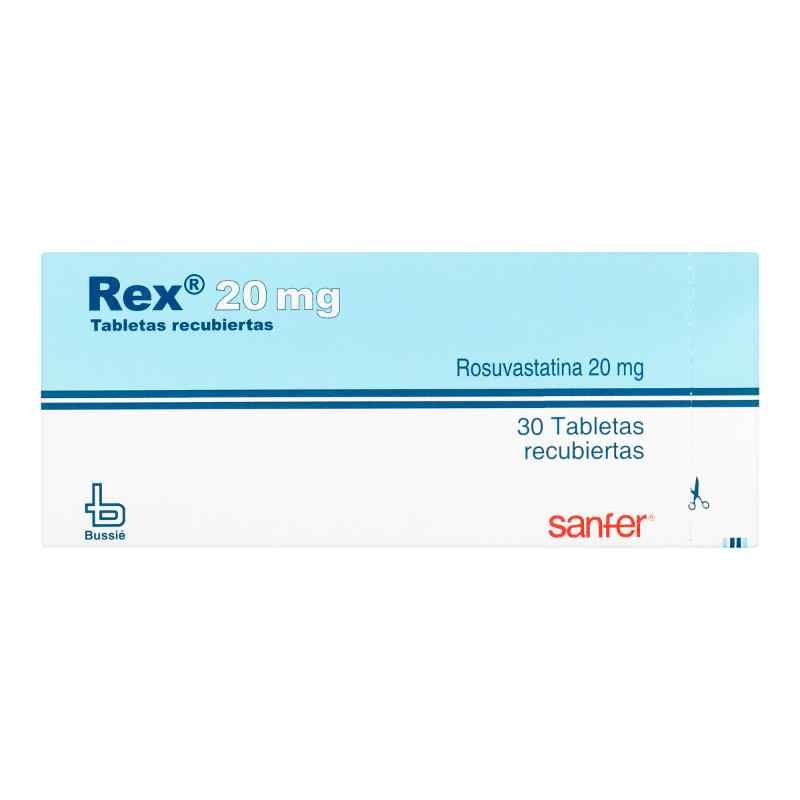 Rex® 20 mg
Tabletas recubiertas
Rosuvastatina 20 mg
30 Tabletas
recubiertas
Bussié
sanfer®